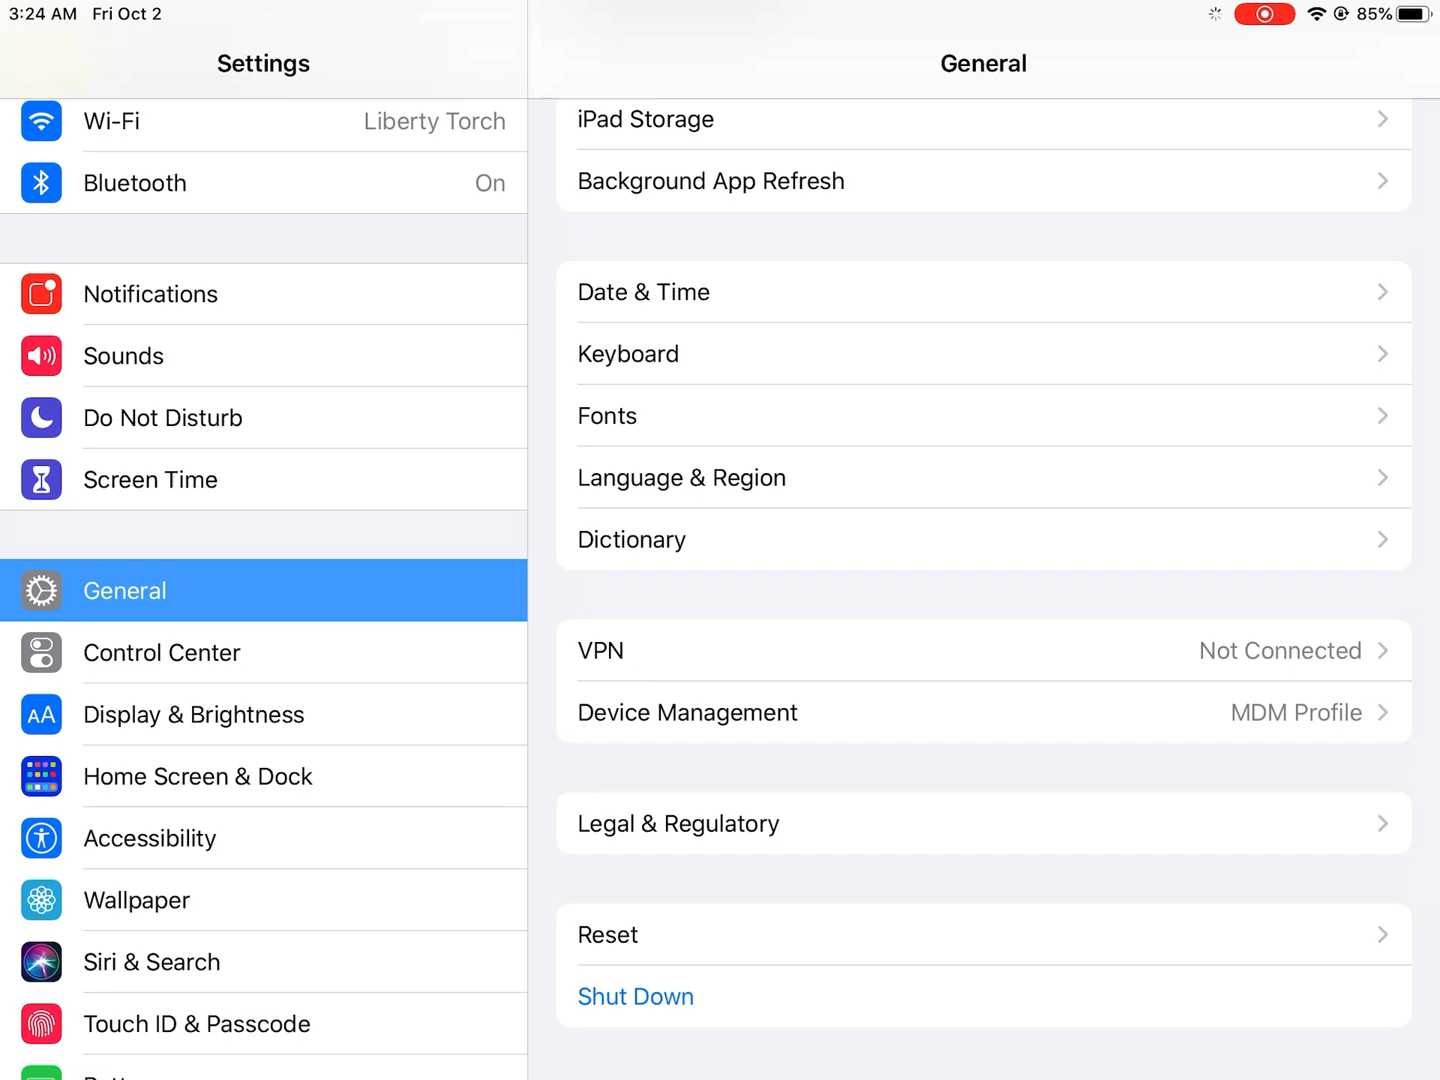 3:24 AM Fri Oct 2
85%
Settings
General
Wi-Fi Liberty Torch
Bluetooth On
Notifications
Sounds
Do Not Disturb
Screen Time
General
Control Center
AA Display & Brightness
Home Screen & Dock
Accessibility
Wallpaper
Siri & Search
Touch ID & Passcode
iPad Storage
Background App Refresh
Date & Time
Keyboard
Fonts
Language & Region
Dictionary
VPN Not Connected
Device Management MDM Profile
Legal & Regulatory
Reset
Shut Down